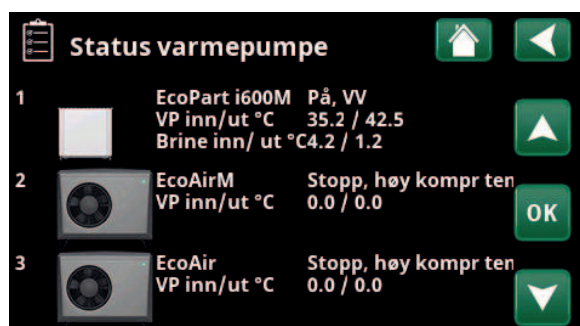 Status varmepumpe
1 EcoPart i600M På, VV
VP inn/ut °C 35.2 / 42.5
Brine inn/ ut °C4.2 / 1.2
2 EcoAirM Stopp, høy kompr ten
VP inn/ut °C 0.0 / 0.0
OK
3 EcoAir Stopp, høy kompr ten
VP inn/ut °C 0.0 / 0.0